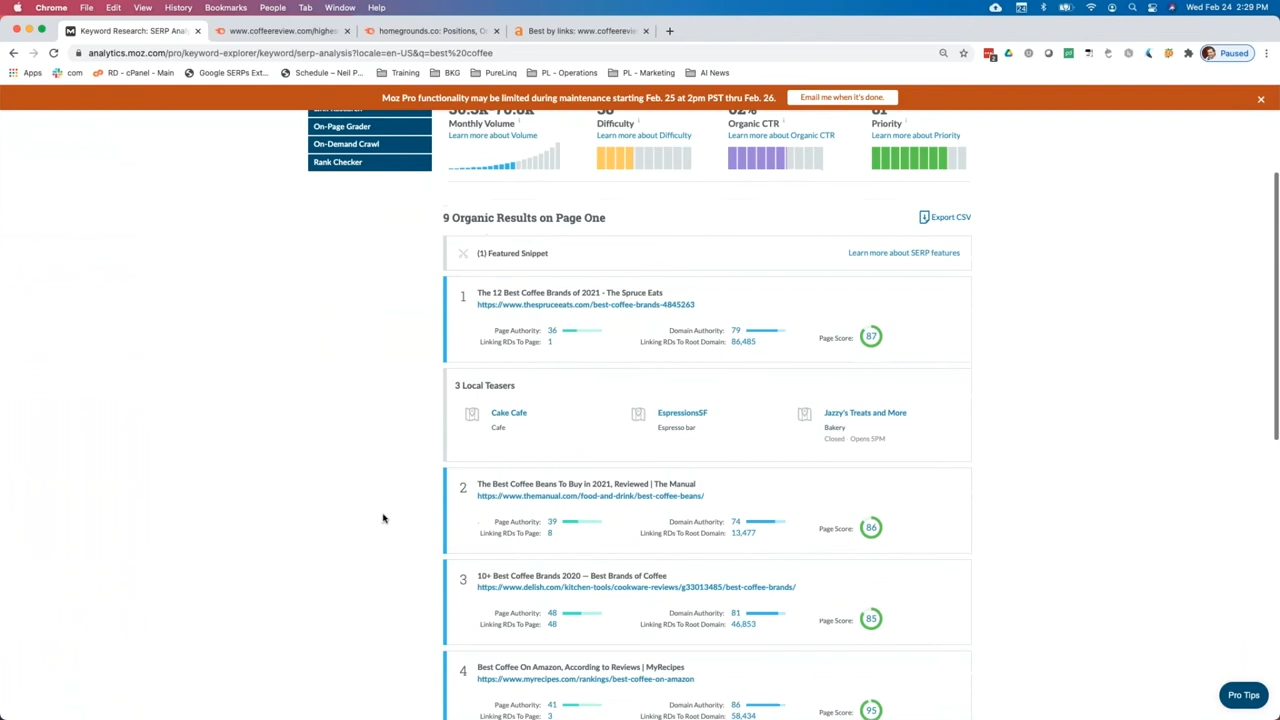 Chrome File Edit View History Bookmarks People Tab Window Help
Wed Feb 24 2:29 PM
Keyword Research: SERP Anal
www.coffeereview.com/highes
homegrounds.co: Positions, O
Best by links: www.coffeerevie
analytics.moz.com/pro/keyword-explorer/keyword/serp-analysis?locale=en-US&q=best%20coffee
Paused
Apps com RD - cPanel - Main Google SERPs Ext... Schedule – Neil P... Training BKG PureLinq PL - Operations PL - Marketing AI News
Moz Pro functionality may be limited during maintenance starting Feb. 25 at 2pm PST thru Feb. 26. Email me when it's done.
On-Page Grader
On-Demand Crawl
Rank Checker
Monthly Volume
Learn more about Volume
Difficulty
Learn more about Difficulty
Organic CTR
Learn more about Organic CTR
Priority
Learn more about Priority
9 Organic Results on Page One
Export CSV
(1) Featured Snippet
Learn more about SERP features
1
The 12 Best Coffee Brands of 2021 - The Spruce Eats
https://www.thespruceeats.com/best-coffee-brands-4845263
Page Authority: 36 Domain Authority: 79
Linking RDs To Page: 1 Linking RDs To Root Domain: 86,485
Page Score: 87
3 Local Teasers
Cake Cafe
Cafe
EspressionsSF
Espresso bar
Jazzy's Treats and More
Bakery
Closed · Opens 5PM
2
The Best Coffee Beans To Buy in 2021, Reviewed | The Manual
https://www.themanual.com/food-and-drink/best-coffee-beans/
Page Authority: 39 Domain Authority: 74
Linking RDs To Page: 8 Linking RDs To Root Domain: 13,477
Page Score: 86
3
10+ Best Coffee Brands 2020 — Best Brands of Coffee
https://www.delish.com/kitchen-tools/cookware-reviews/g33013485/best-coffee-brands/
Page Authority: 48 Domain Authority: 81
Linking RDs To Page: 48 Linking RDs To Root Domain: 46,853
Page Score: 85
4
Best Coffee On Amazon, According to Reviews | MyRecipes
https://www.myrecipes.com/rankings/best-coffee-on-amazon
Page Authority: 41 Domain Authority: 86
Linking RDs To Page: 3 Linking RDs To Root Domain: 58,434
Page Score: 95
Pro Tips